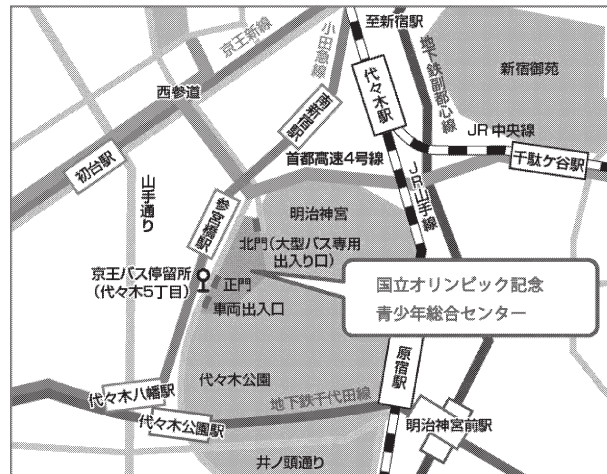 至新宿駅
小田急線
京王新線
地下鉄副都心線
新宿御苑
代々木駅
西参道
南新宿駅
JR中央線
千駄ケ谷駅
初台駅
首都高速4号線
山手通り
JR山手線
参宮橋駅
明治神宮
北門(大型バス専用
出入り口)
京王バス停留所
(代々木5丁目)
正門
車両出入口
国立オリンピック記念
青少年総合センター
原宿駅
代々木公園
代々木八幡駅
地下鉄千代田線
代々木公園駅
明治神宮前駅
井ノ頭通り